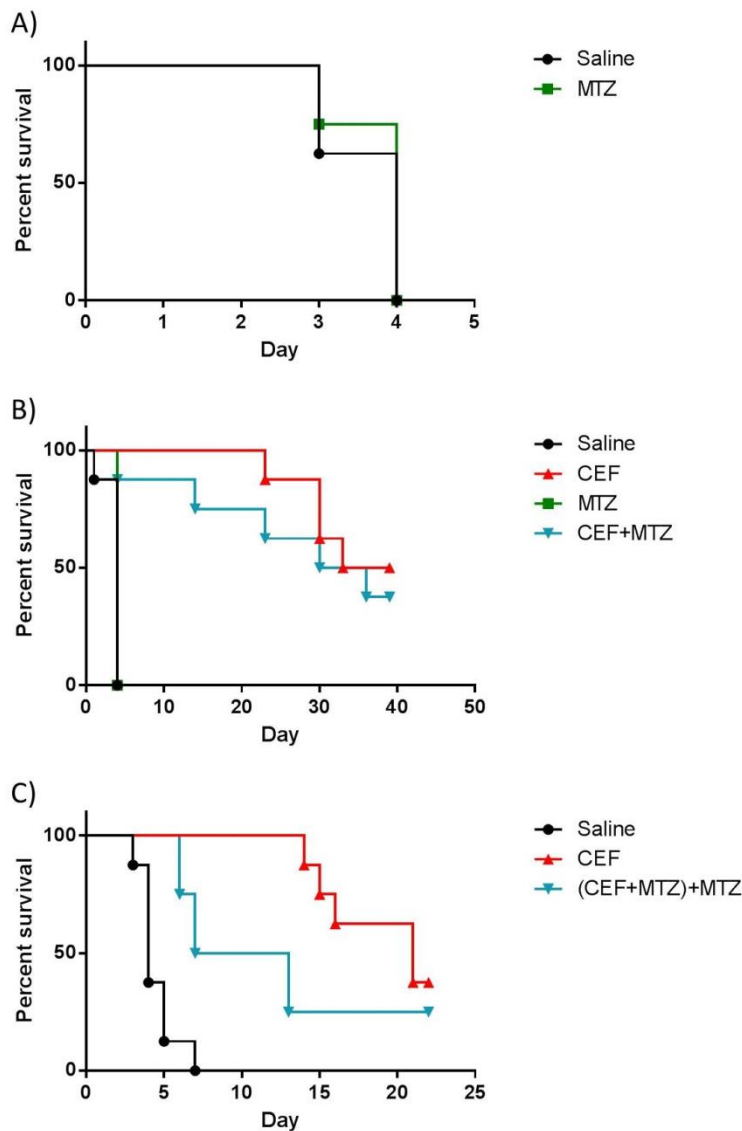 A)
Percent survival
100
50
0
0 1 2 3 4 5
Day
Saline
MTZ
B)
Percent survival
100
50
0
0 10 20 30 40 50
Day
Saline
CEF
MTZ
CEF+MTZ
C)
Percent survival
100
50
0
0 5 10 15 20 25
Day
Saline
CEF
(CEF+MTZ)+MTZ